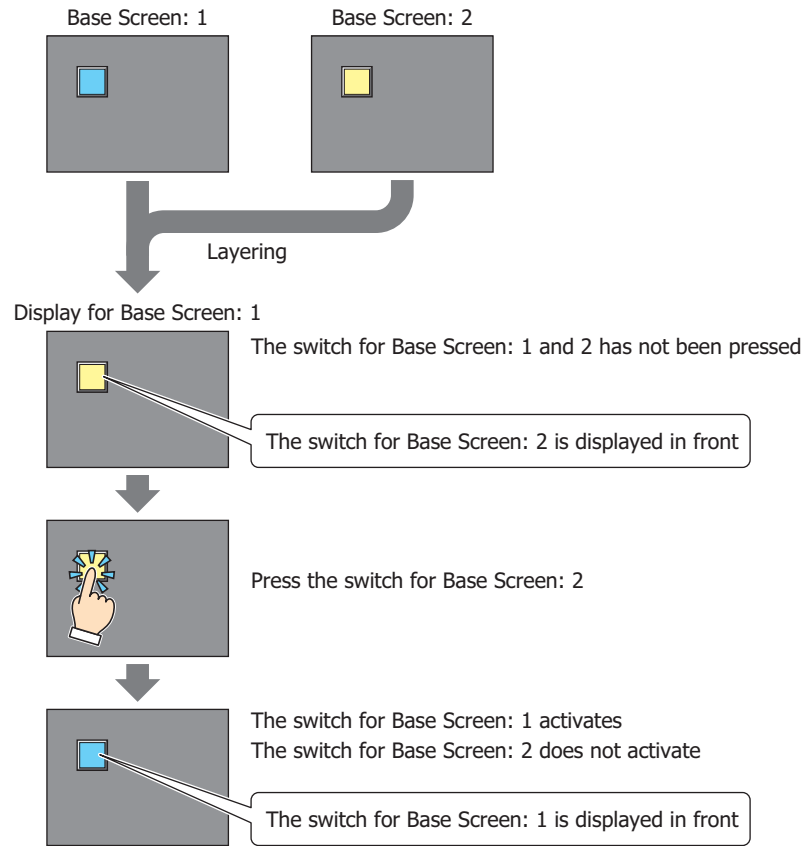 Base Screen: 1
Base Screen: 2
Layering
Display for Base Screen: 1
The switch for Base Screen: 1 and 2 has not been pressed
The switch for Base Screen: 2 is displayed in front
Press the switch for Base Screen: 2
The switch for Base Screen: 1 activates
The switch for Base Screen: 2 does not activate
The switch for Base Screen: 1 is displayed in front